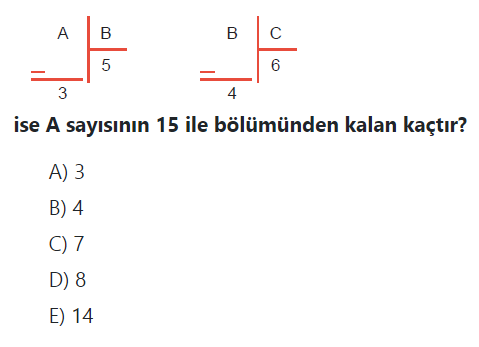 A B B C
5 6
3 4
ise A sayısının 15 ile bölümünden kalan kaçtır?
A) 3
B) 4
C) 7
D) 8
E) 14